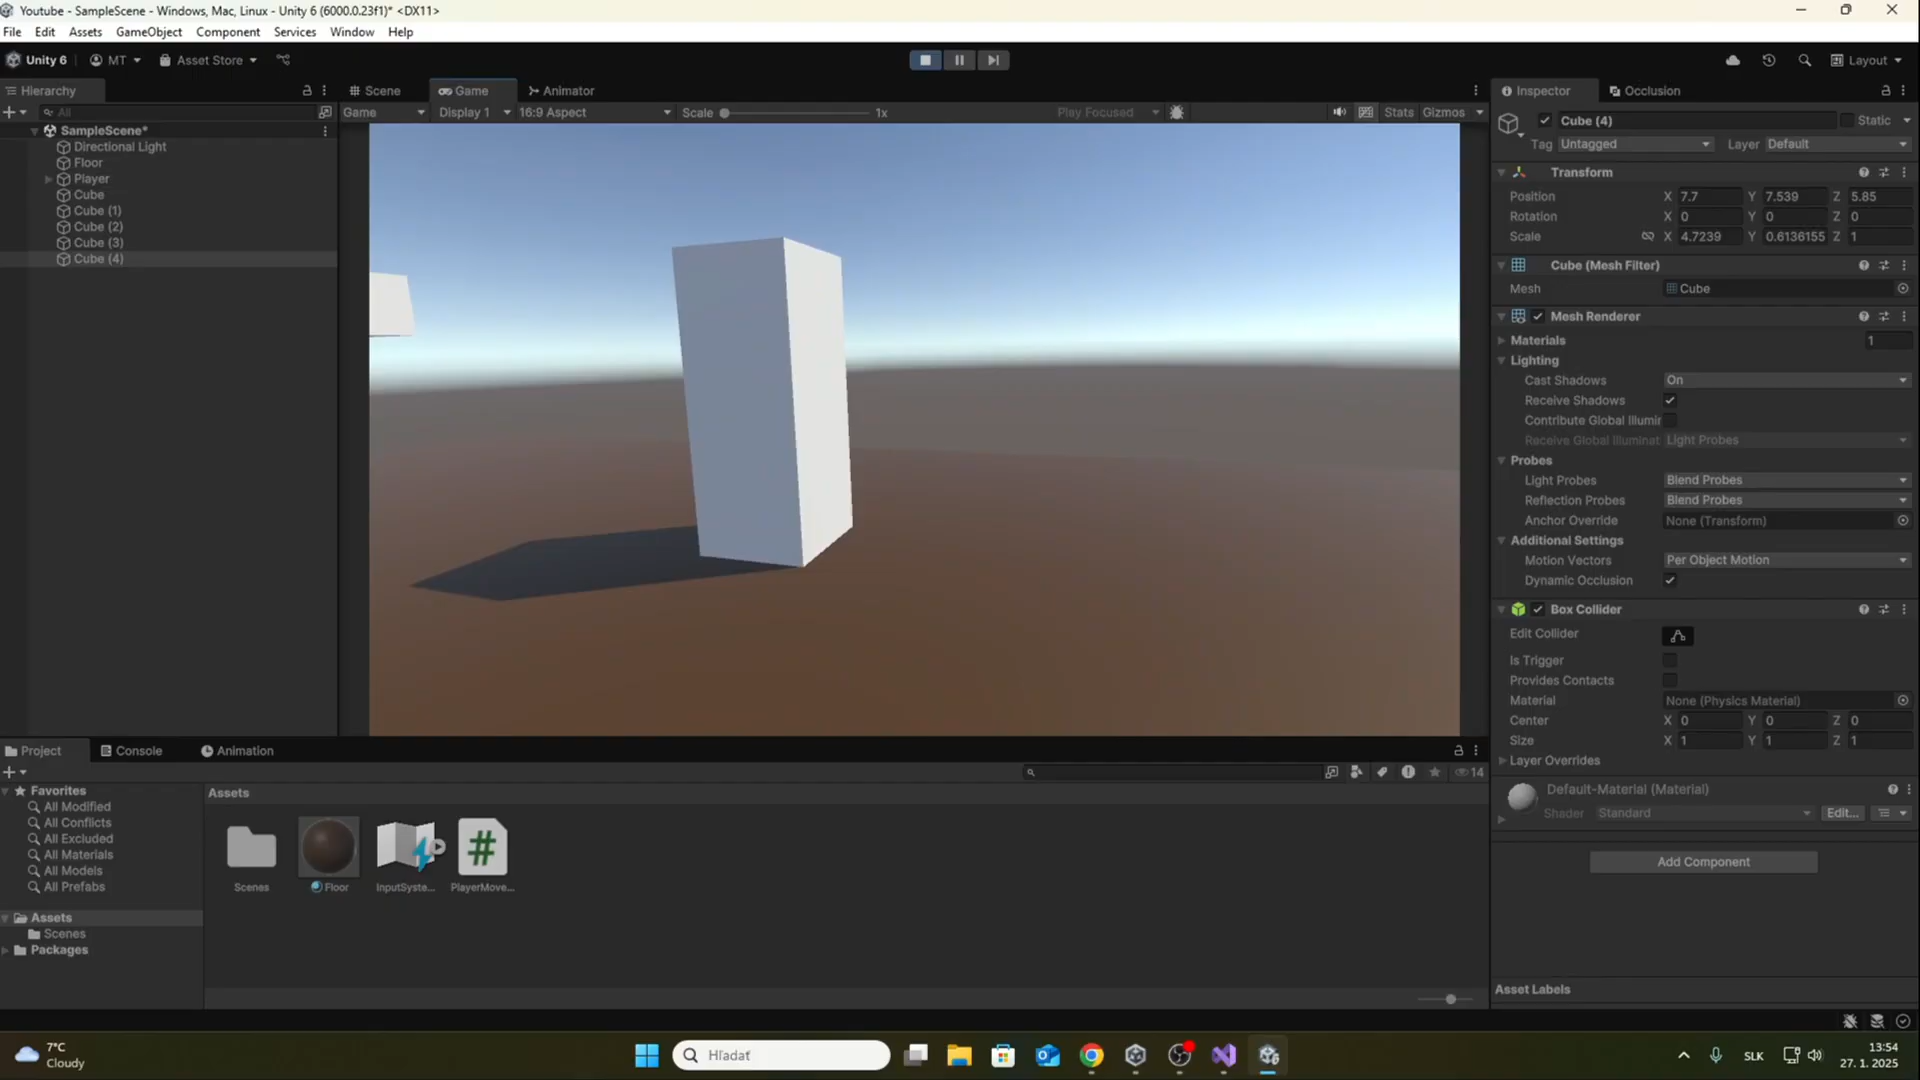 Youtube - SampleScene - Windows, Mac, Linux - Unity 6 (6000.0.23f1)* <DX11>
File Edit Assets GameObject Component Services Window Help
Unity 6 MT Asset Store Layout
Hierarchy
All
SampleScene*
Directional Light
Floor
Player
Cube
Cube (1)
Cube (2)
Cube (3)
Cube (4)
Scene Game Animator
Game Display 1 16:9 Aspect Scale 1x Play Focused Stats Gizmos
Inspector Occlusion
Cube (4) Static
Tag Untagged Layer Default
Transform
Position X 7.7 Y 7.539 Z 5.85
Rotation X 0 Y 0 Z 0
Scale X 4.7239 Y 0.6136155 Z 1
Cube (Mesh Filter)
Mesh Cube
Mesh Renderer
Materials 1
Lighting
Cast Shadows On
Receive Shadows
Contribute Global Illumir
Receive Global Illuminat Light Probes
Probes
Light Probes Blend Probes
Reflection Probes Blend Probes
Anchor Override None (Transform)
Additional Settings
Motion Vectors Per Object Motion
Dynamic Occlusion
Box Collider
Edit Collider
Is Trigger
Provides Contacts
Material None (Physics Material)
Center X 0 Y 0 Z 0
Size X 1 Y 1 Z 1
Layer Overrides
Default-Material (Material)
Shader Standard Edit...
Add Component
Asset Labels
Project Console Animation
14
Favorites
All Modified
All Conflicts
All Excluded
All Materials
All Models
All Prefabs
Assets
Scenes
Packages
Assets
Scenes Floor InputSyste... PlayerMove...
7°C
Cloudy
Hľadať
SLK
13:54
27. 1. 2025